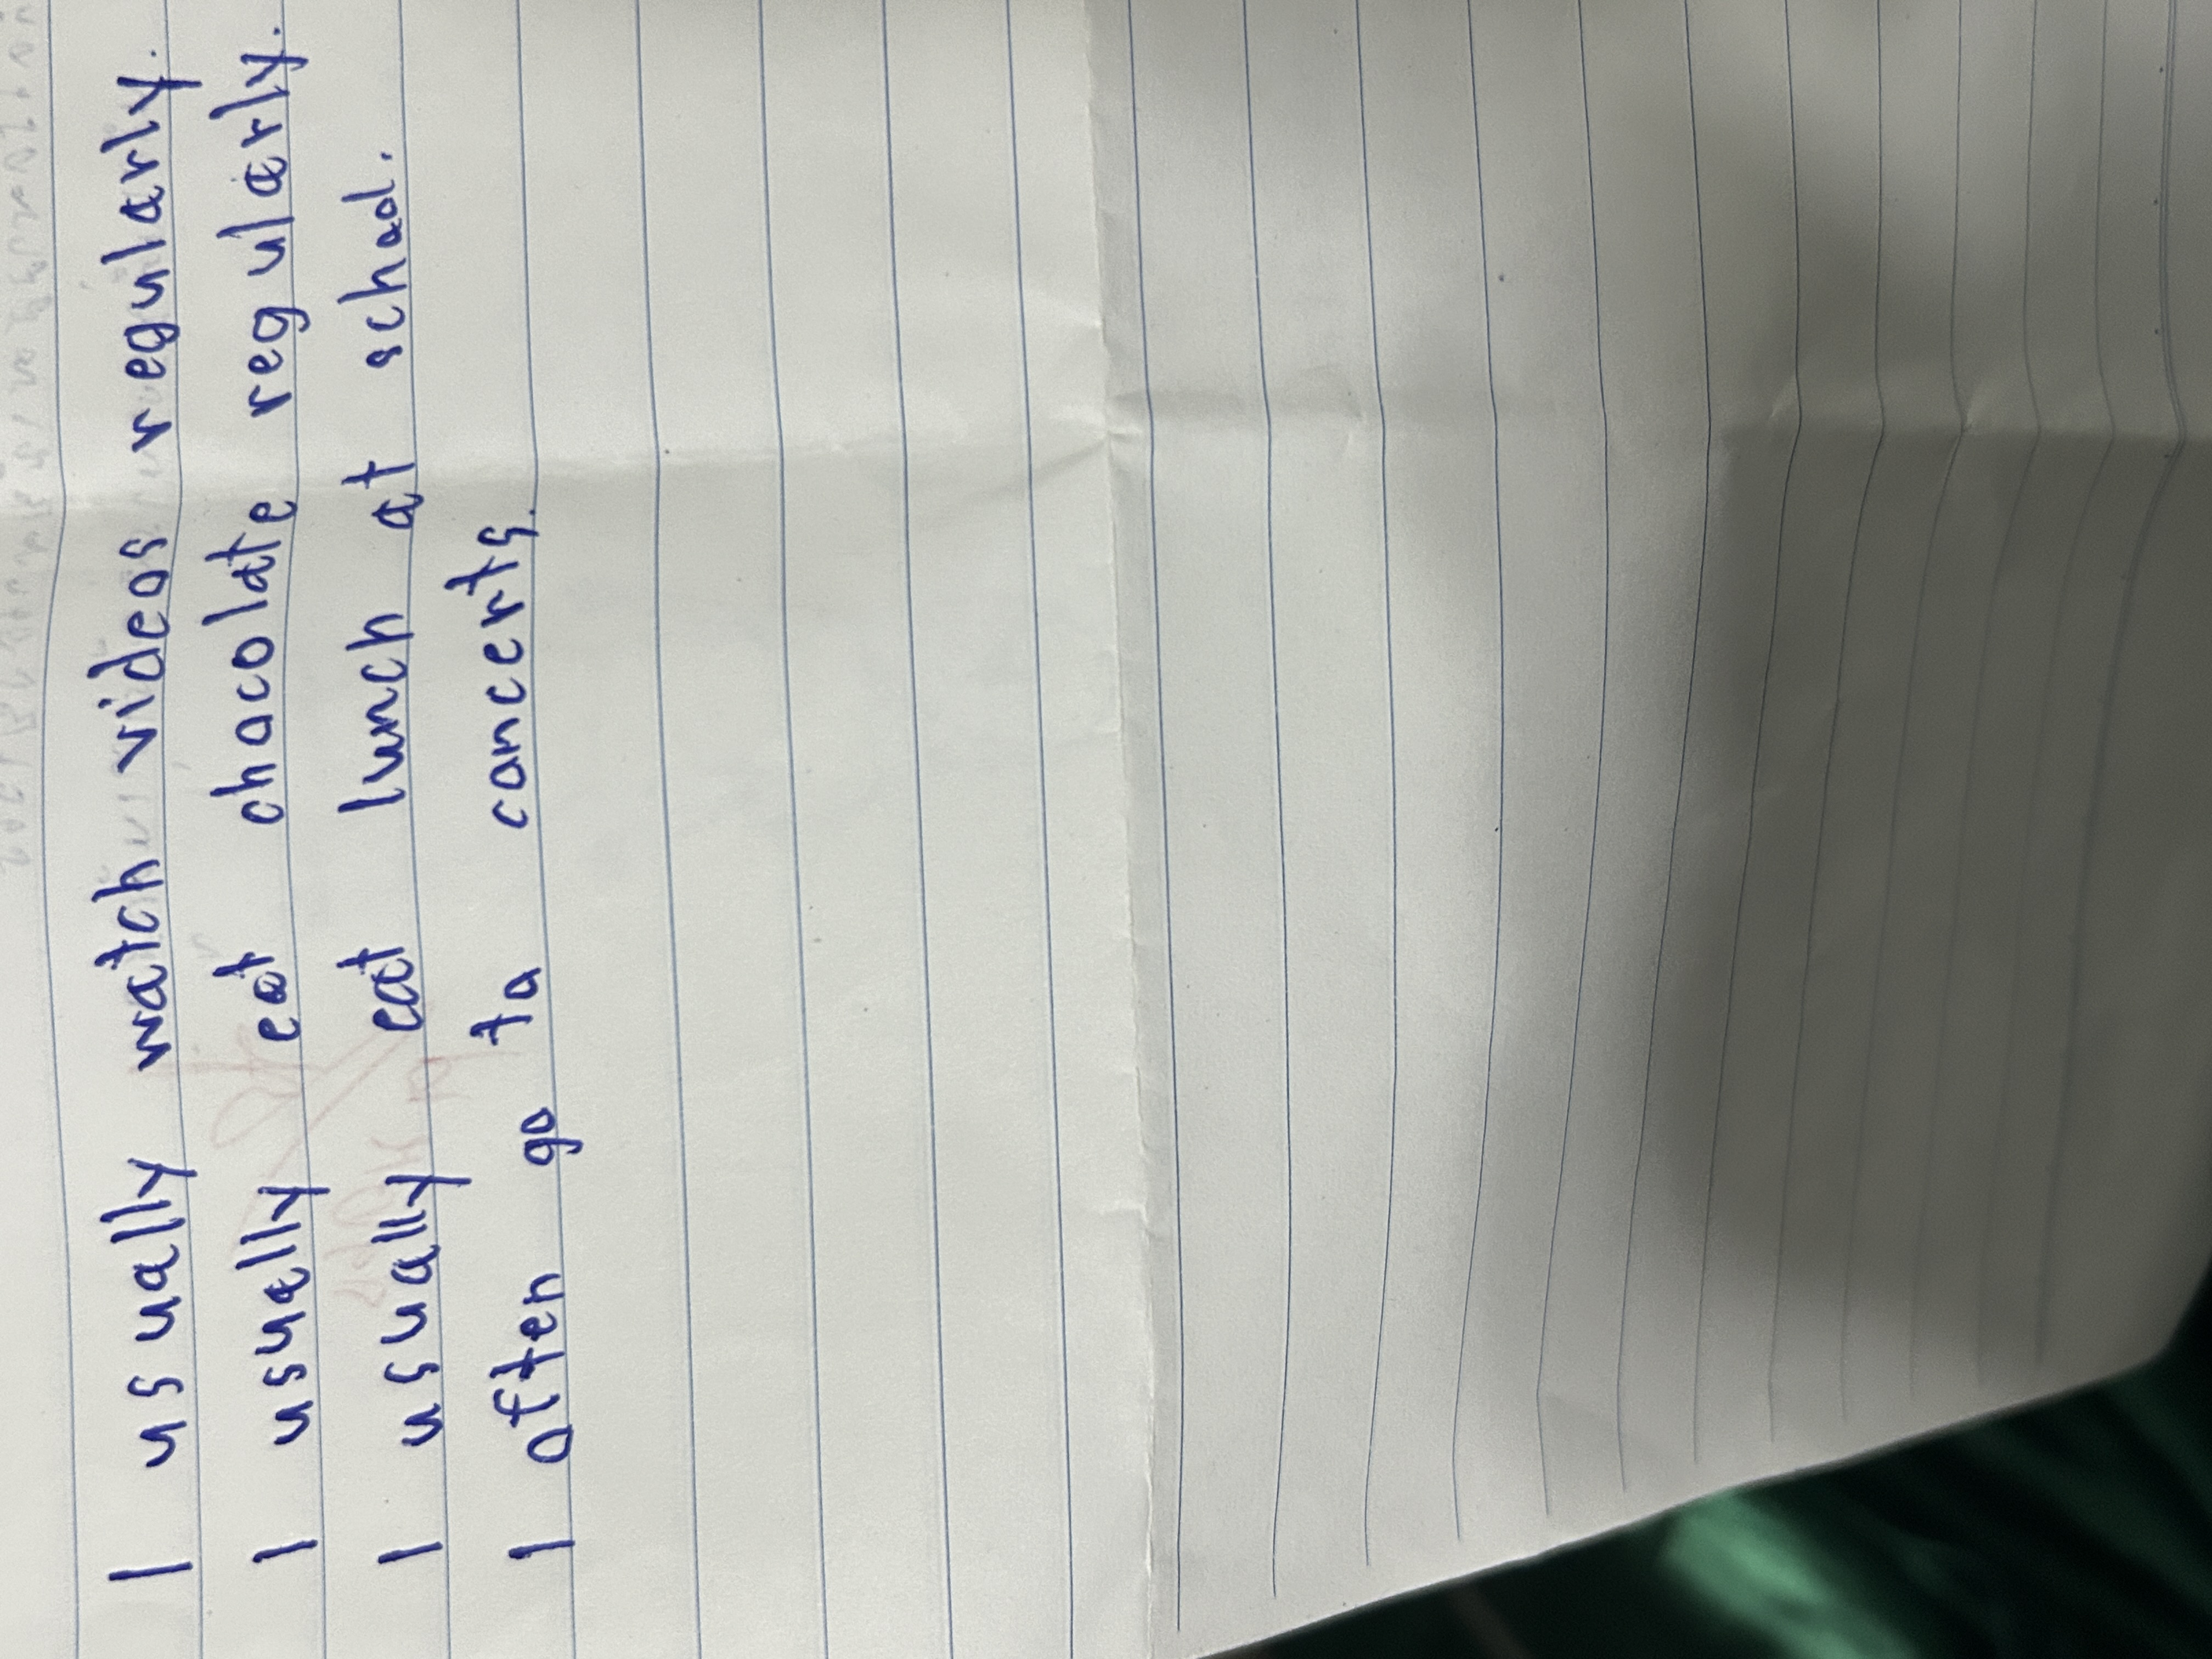 I usually watch videos regularly.
I usually eat chocolate regularly.
I usually eat lunch at school.
I often go to concerts.